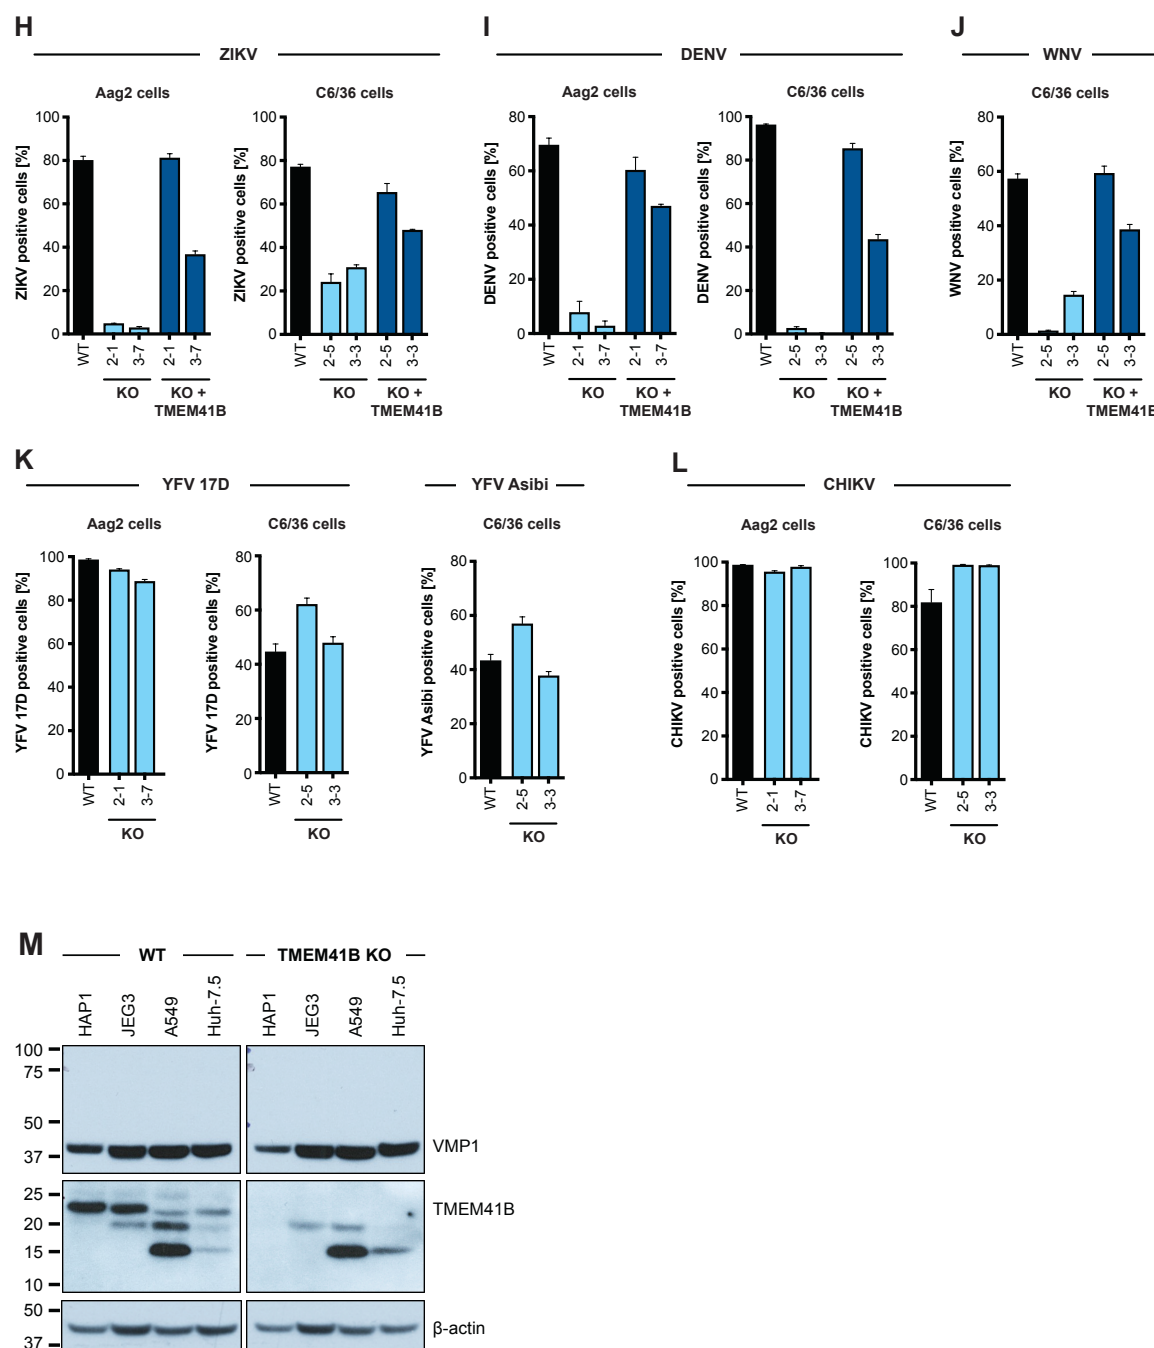 H
ZIKV
Aag2 cells
ZIKV positive cells [%]
100
80
60
40
20
0
WT
2-1
3-7
2-1
3-7
KO
KO +
TMEM41B
C6/36 cells
ZIKV positive cells [%]
100
80
60
40
20
0
WT
2-5
3-3
2-5
3-3
KO
KO +
TMEM41B
I
DENV
Aag2 cells
DENV positive cells [%]
80
60
40
20
0
WT
2-1
3-7
2-1
3-7
KO
KO +
TMEM41B
C6/36 cells
DENV positive cells [%]
100
80
60
40
20
0
WT
2-5
3-3
2-5
3-3
KO
KO +
TMEM41B
J
WNV
C6/36 cells
WNV positive cells [%]
80
60
40
20
0
WT
2-5
3-3
2-5
3-3
KO
KO +
TMEM41B
K
YFV 17D
Aag2 cells
YFV 17D positive cells [%]
100
80
60
40
20
0
WT
2-1
3-7
KO
C6/36 cells
YFV 17D positive cells [%]
80
60
40
20
0
WT
2-5
3-3
KO
YFV Asibi
C6/36 cells
YFV Asibi positive cells [%]
80
60
40
20
0
WT
2-5
3-3
KO
L
CHIKV
Aag2 cells
CHIKV positive cells [%]
100
80
60
40
20
0
WT
2-1
3-7
KO
C6/36 cells
CHIKV positive cells [%]
100
80
60
40
20
0
WT
2-5
3-3
KO
M
WT
TMEM41B KO
HAP1
JEG3
A549
Huh-7.5
HAP1
JEG3
A549
Huh-7.5
100
75
50
37
VMP1
25
20
15
10
TMEM41B
50
37
β-actin